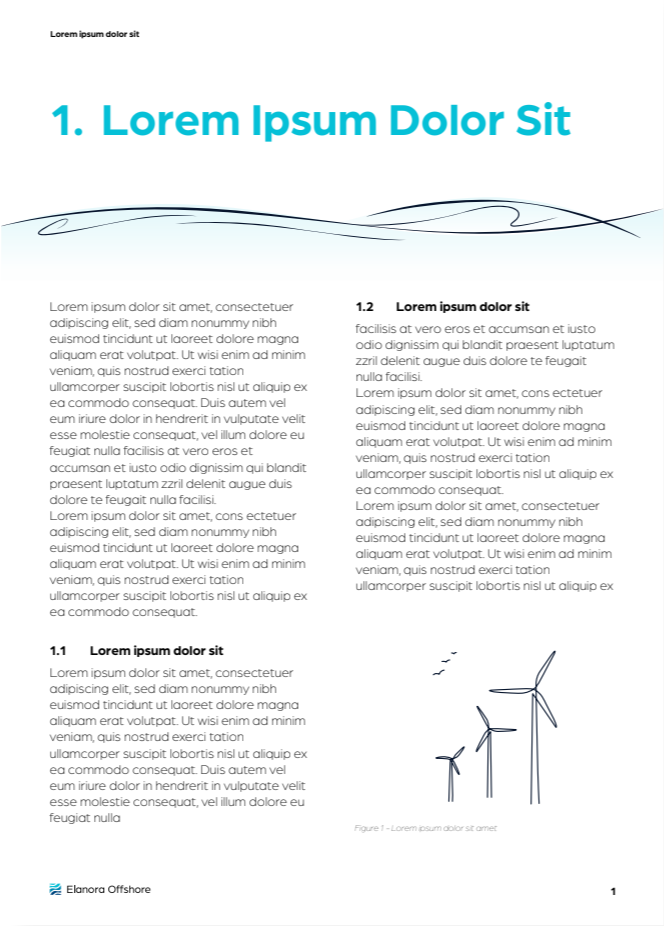 Lorem ipsum dolor sit
1. Lorem Ipsum Dolor Sit
Lorem ipsum dolor sit amet, consectetuer
adipiscing elit, sed diam nonummy nibh
euismod tincidunt ut laoreet dolore magna
aliquam erat volutpat. Ut wisi enim ad minim
veniam, quis nostrud exerci tation
ullamcorper suscipit lobortis nisl ut aliquip ex
ea commodo consequat. Duis autem vel
eum iriure dolor in hendrerit in vulputate velit
esse molestie consequat, vel illum dolore eu
feugiat nulla facilisis at vero eros et
accumsan et iusto odio dignissim qui blandit
praesent luptatum zzril delenit augue duis
dolore te feugait nulla facilisi.
Lorem ipsum dolor sit amet, cons ectetuer
adipiscing elit, sed diam nonummy nibh
euismod tincidunt ut laoreet dolore magna
aliquam erat volutpat. Ut wisi enim ad minim
veniam, quis nostrud exerci tation
ullamcorper suscipit lobortis nisl ut aliquip ex
ea commodo consequat.
1.1 Lorem ipsum dolor sit
Lorem ipsum dolor sit amet, consectetuer
adipiscing elit, sed diam nonummy nibh
euismod tincidunt ut laoreet dolore magna
aliquam erat volutpat. Ut wisi enim ad minim
veniam, quis nostrud exerci tation
ullamcorper suscipit lobortis nisl ut aliquip ex
ea commodo consequat. Duis autem vel
eum iriure dolor in hendrerit in vulputate velit
esse molestie consequat, vel illum dolore eu
feugiat nulla
1.2 Lorem ipsum dolor sit
facilisis at vero eros et accumsan et iusto
odio dignissim qui blandit praesent luptatum
zzril delenit augue duis dolore te feugait
nulla facilisi.
Lorem ipsum dolor sit amet, cons ectetuer
adipiscing elit, sed diam nonummy nibh
euismod tincidunt ut laoreet dolore magna
aliquam erat volutpat. Ut wisi enim ad minim
veniam, quis nostrud exerci tation
ullamcorper suscipit lobortis nisl ut aliquip ex
ea commodo consequat.
Lorem ipsum dolor sit amet, consectetuer
adipiscing elit, sed diam nonummy nibh
euismod tincidunt ut laoreet dolore magna
aliquam erat volutpat. Ut wisi enim ad minim
veniam, quis nostrud exerci tation
ullamcorper suscipit lobortis nisl ut aliquip ex
Figure 1 - Lorem ipsum dolor sit amet
Elanora Offshore
1